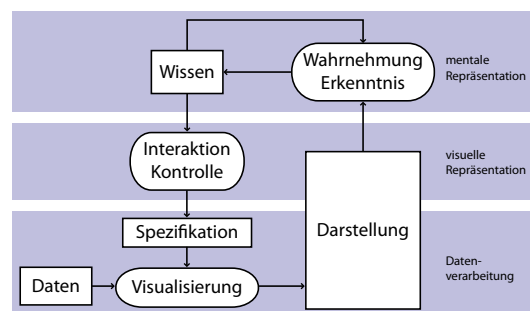 Wissen
Wahrnehmung
Erkenntnis
mentale
Repräsentation
Interaktion
Kontrolle
visuelle
Repräsentation
Spezifikation
Darstellung
Daten
Visualisierung
Daten-
verarbeitung